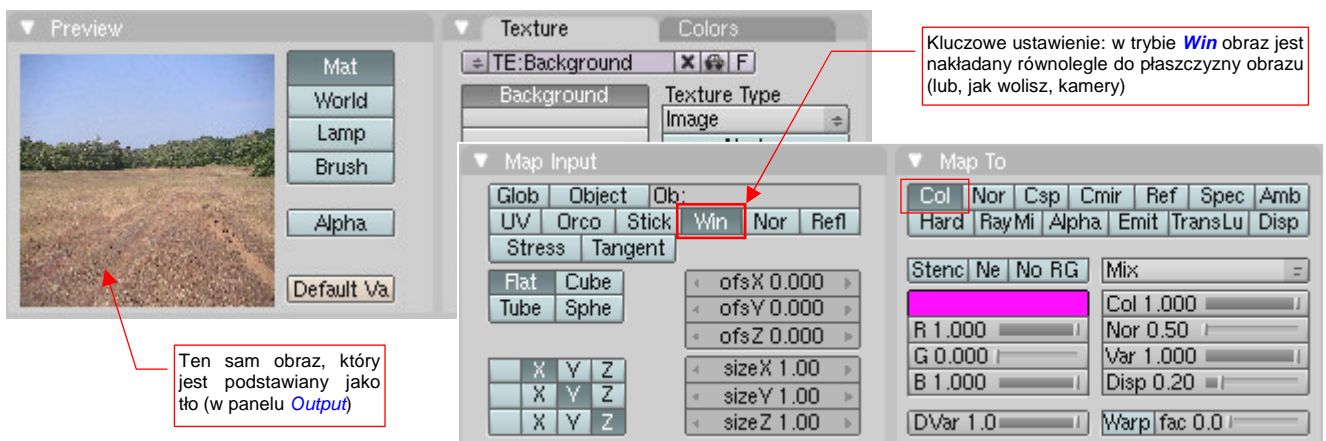 Preview
Mat
World
Lamp
Brush
Alpha
Default Va
Ten sam obraz, który
jest podstawiany jako
tło (w panelu Output)
Texture Colors
TE:Background F
Background
Texture Type
Image
Kluczowe ustawienie: w trybie Win obraz jest
nakładany równolegle do płaszczyzny obrazu
(lub, jak wolisz, kamery)
Map Input
Glob Object Ob:
UV Orco Stick Win Nor Refl
Stress Tangent
Flat Cube
Tube Sphe
ofsX 0.000
ofsY 0.000
ofsZ 0.000
X Y Z
X Y Z
X Y Z
sizeX 1.00
sizeY 1.00
sizeZ 1.00
Map To
Col Nor Csp Cmir Ref Spec Amb
Hard RayMi Alpha Emit TransLu Disp
Stenc Ne No RG
Mix
R 1.000
G 0.000
B 1.000
Col 1.000
Nor 0.50
Var 1.000
Disp 0.20
DVar 1.0
Warp fac 0.0